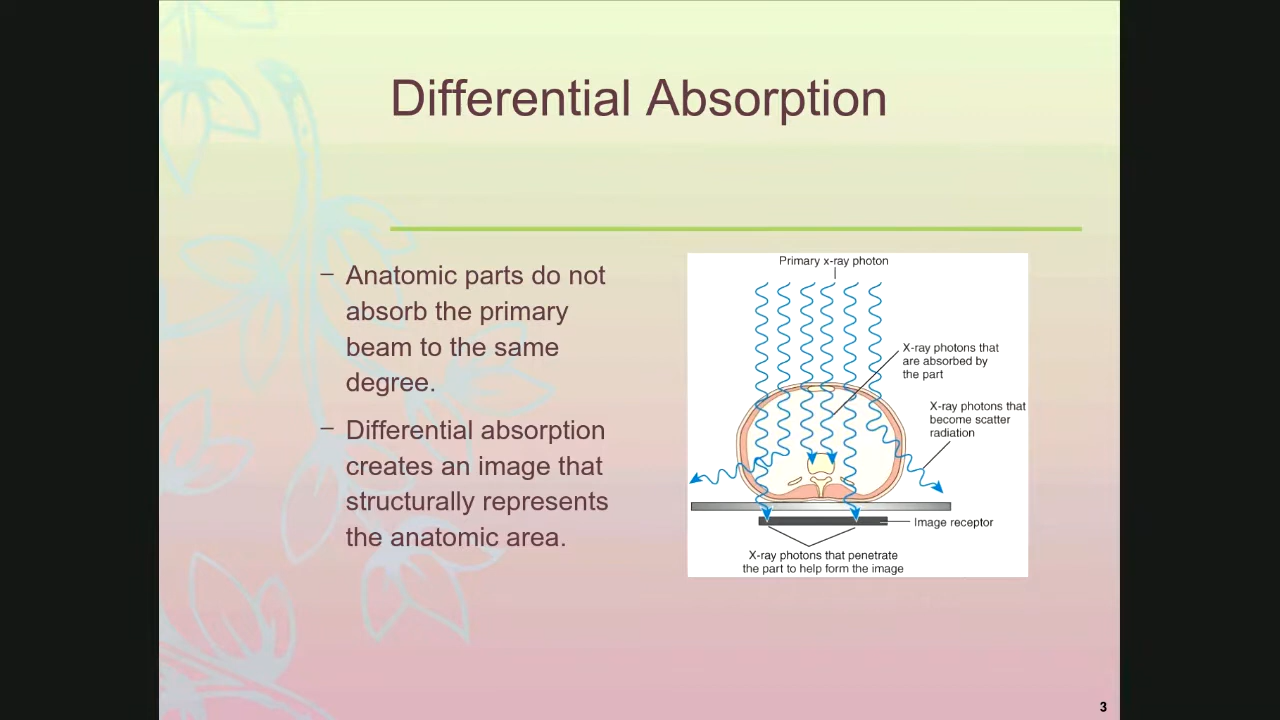 Differential Absorption
– Anatomic parts do not
absorb the primary
beam to the same
degree.
– Differential absorption
creates an image that
structurally represents
the anatomic area.
Primary x-ray photon
X-ray photons that
are absorbed by
the part
X-ray photons that
become scatter
radiation
Image receptor
X-ray photons that penetrate
the part to help form the image
3